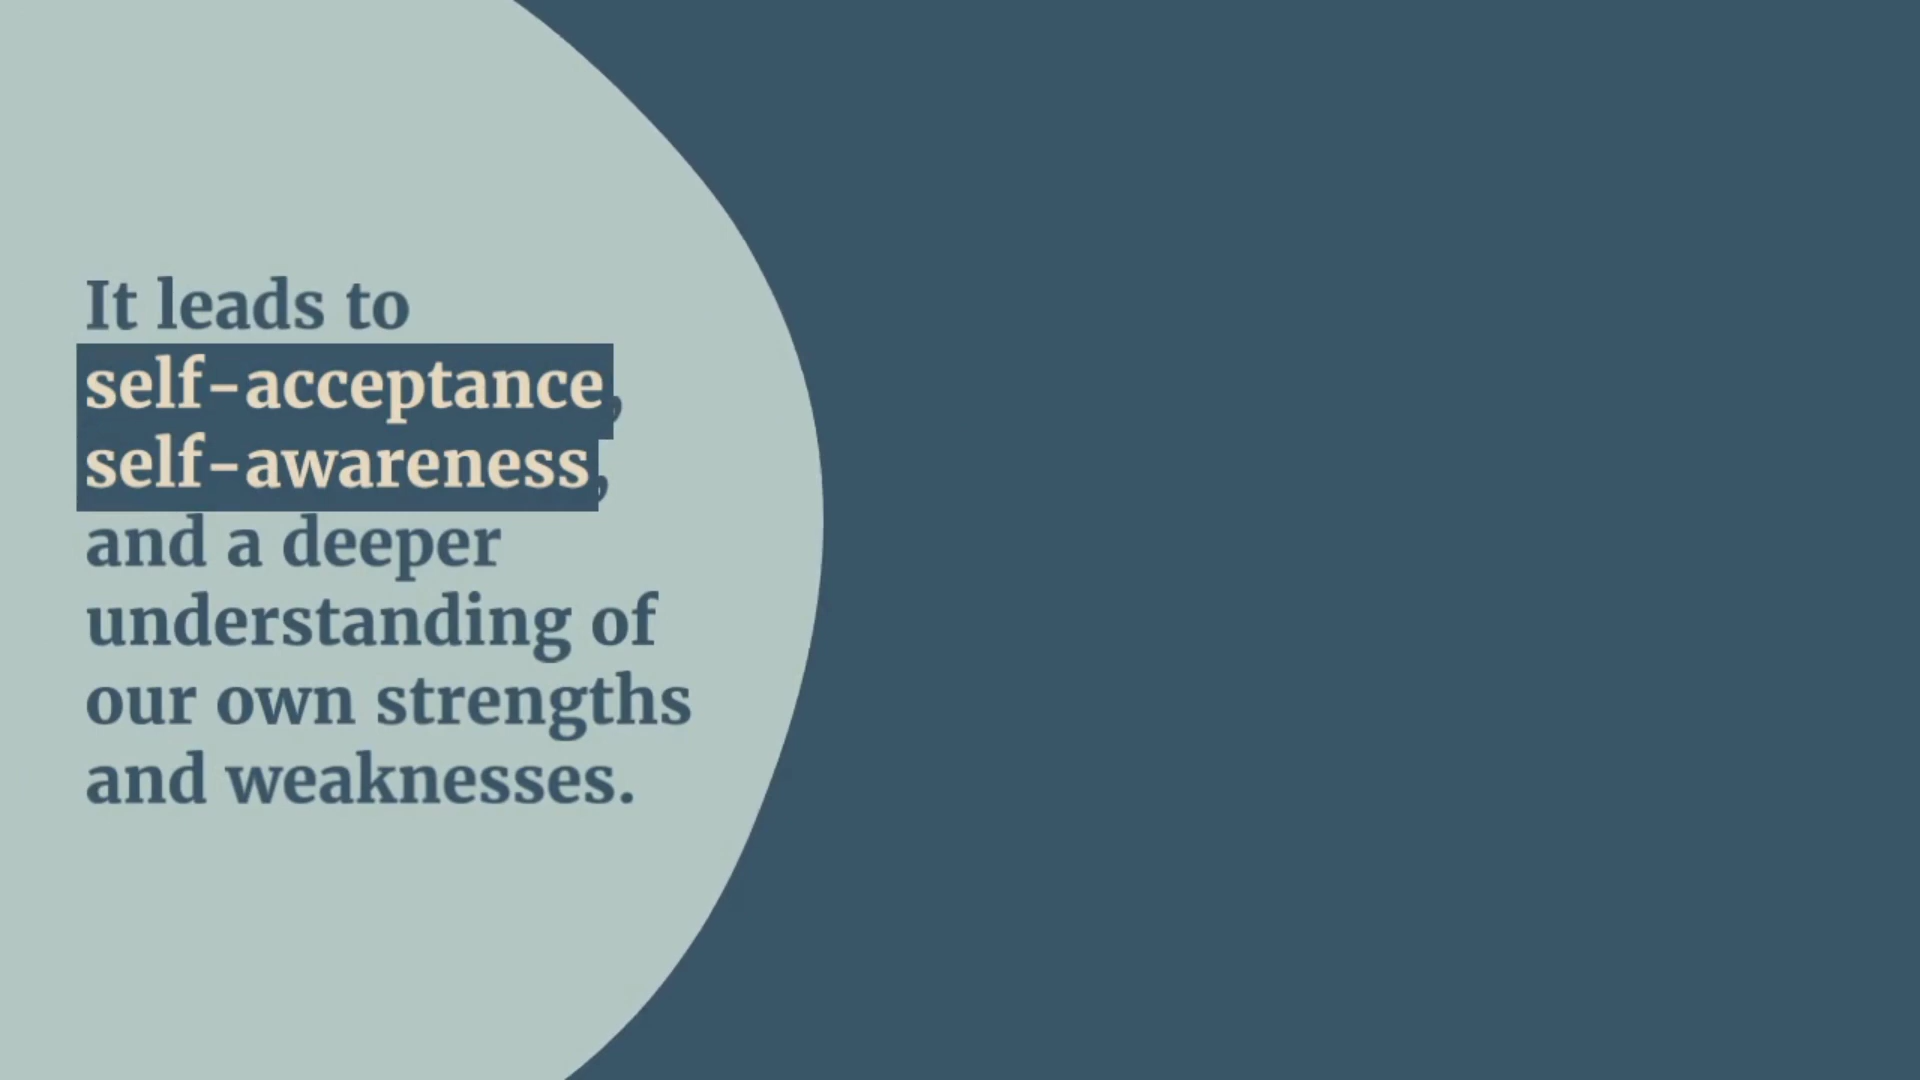 It leads to
self-acceptance,
self-awareness,
and a deeper
understanding of
our own strengths
and weaknesses.